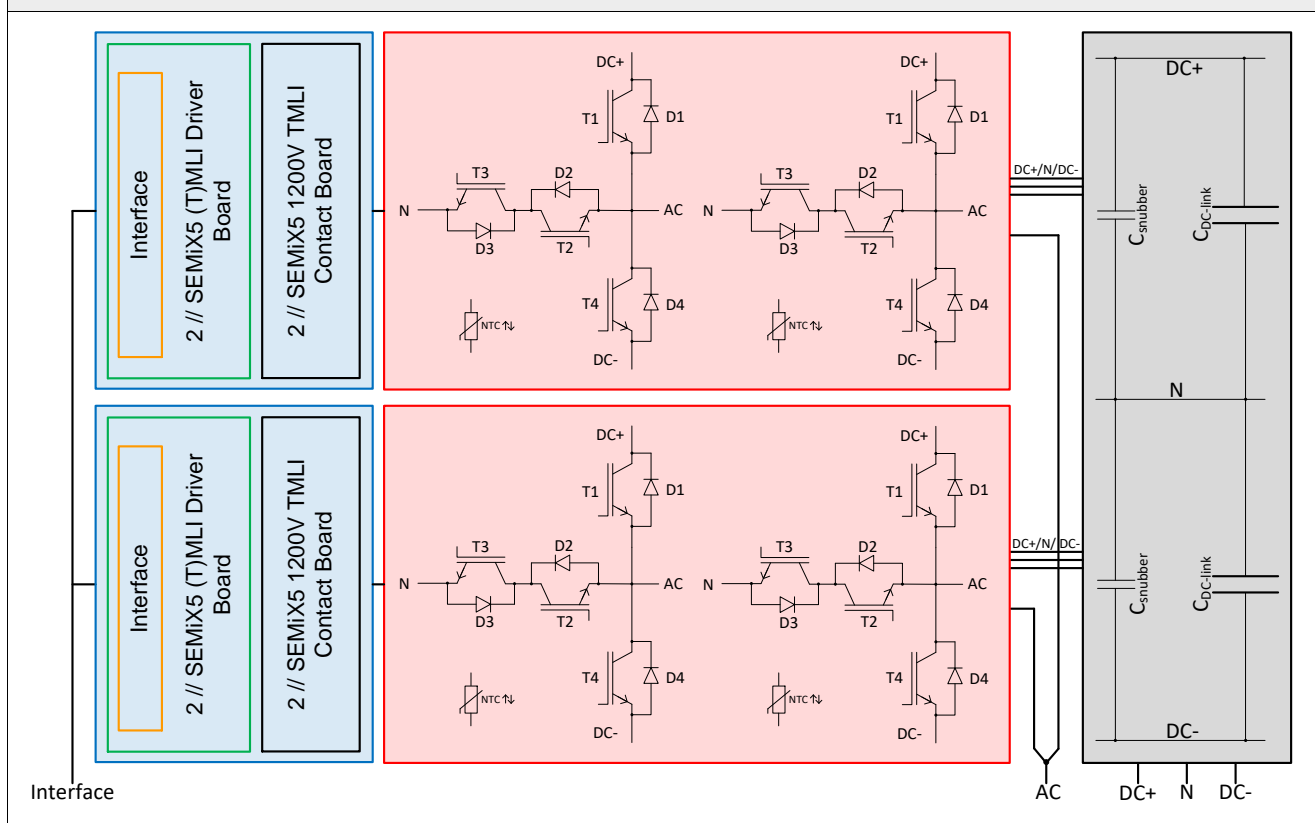 Interface
2 // SEMiX5 (T)MLI Driver
Board
2 // SEMiX5 1200V TMLI
Contact Board
DC+
T1
D1
T3
D2
N
AC
D3
T2
T4
D4
NTC
DC-
DC+
T1
D1
T3
D2
N
AC
D3
T2
T4
D4
NTC
DC-
DC+/N/DC-
Interface
2 // SEMiX5 (T)MLI Driver
Board
2 // SEMiX5 1200V TMLI
Contact Board
DC+
T1
D1
T3
D2
N
AC
D3
T2
T4
D4
NTC
DC-
DC+
T1
D1
T3
D2
N
AC
D3
T2
T4
D4
NTC
DC-
DC+/N/DC-
DC+
Csnubber
CDC-link
N
Csnubber
CDC-link
DC-
Interface
AC
DC+
N
DC-